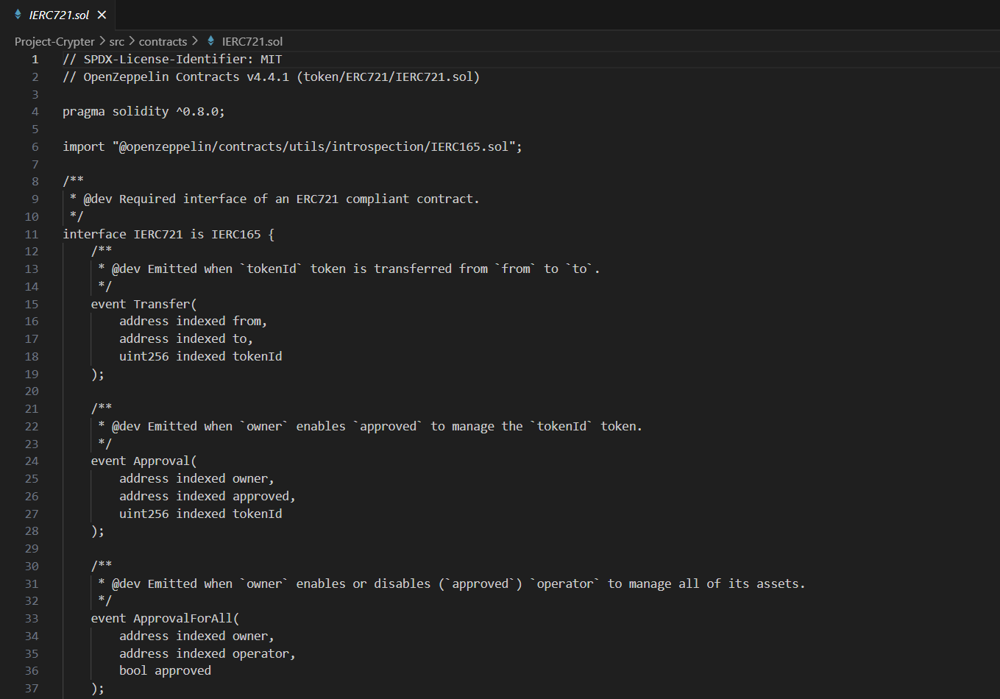 IERC721.sol
Project-Crypter > src > contracts > IERC721.sol
1 // SPDX-License-Identifier: MIT
2 // OpenZeppelin Contracts v4.4.1 (token/ERC721/IERC721.sol)
3
4 pragma solidity ^0.8.0;
5
6 import "@openzeppelin/contracts/utils/introspection/IERC165.sol";
7
8 /**
9  * @dev Required interface of an ERC721 compliant contract.
10  */
11 interface IERC721 is IERC165 {
12     /**
13      * @dev Emitted when `tokenId` token is transferred from `from` to `to`.
14      */
15     event Transfer(
16         address indexed from,
17         address indexed to,
18         uint256 indexed tokenId
19     );
20
21     /**
22      * @dev Emitted when `owner` enables `approved` to manage the `tokenId` token.
23      */
24     event Approval(
25         address indexed owner,
26         address indexed approved,
27         uint256 indexed tokenId
28     );
29
30     /**
31      * @dev Emitted when `owner` enables or disables (`approved`) `operator` to manage all of its assets.
32      */
33     event ApprovalForAll(
34         address indexed owner,
35         address indexed operator,
36         bool approved
37     );